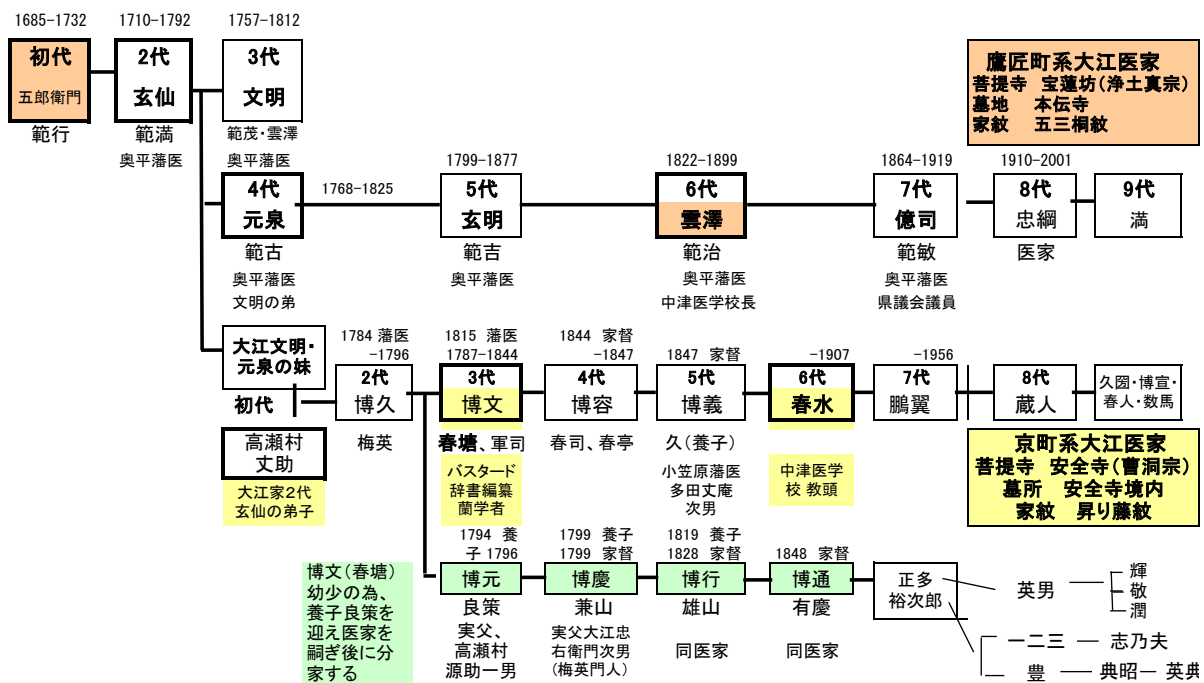 1685-1732
1710-1792
1757-1812
初代
五郎衛門
範行
2代
玄仙
範満
奥平藩医
3代
文明
範茂・雲澤
奥平藩医
鷹匠町系大江医家
菩提寺 宝蓮坊(浄土真宗)
墓地 本伝寺
家紋 五三桐紋
4代
元泉
範古
奥平藩医
文明の弟
1768-1825
1799-1877
5代
玄明
範吉
奥平藩医
1822-1899
6代
雲澤
範治
奥平藩医
中津医学校長
1864-1919
7代
億司
範敏
奥平藩医
県議会議員
1910-2001
8代
忠綱
医家
9代
満
大江文明・
元泉の妹
初代
高瀬村
丈助
大江家2代
玄仙の弟子
1784 藩医
-1796
2代
博久
梅英
1815 藩医
1787-1844
3代
博文
春塘、軍司
バスタード
辞書編纂
蘭学者
1844 家督
-1847
4代
博容
春司、春亭
1847 家督
5代
博義
久(養子)
小笠原藩医
多田丈庵
次男
-1907
6代
春水
中津医学
校 教頭
-1956
7代
鵬翼
8代
蔵人
久圀・博宣・
春人・数馬
京町系大江医家
菩提寺 安全寺(曹洞宗)
墓所 安全寺境内
家紋 昇り藤紋
博文(春塘)
幼少の為、
養子良策を
迎え医家を
嗣ぎ後に分
家する
1794 養
子 1796
博元
良策
実父、
高瀬村
源助一男
1799 養子
1799 家督
博慶
兼山
実父大江忠
右衛門次男
(梅英門人)
1819 養子
1828 家督
博行
雄山
同医家
1848 家督
博通
有慶
同医家
正多
裕次郎
英男
輝
敬
潤
一二三 ― 志乃夫
豊 ― 典昭 ― 英典